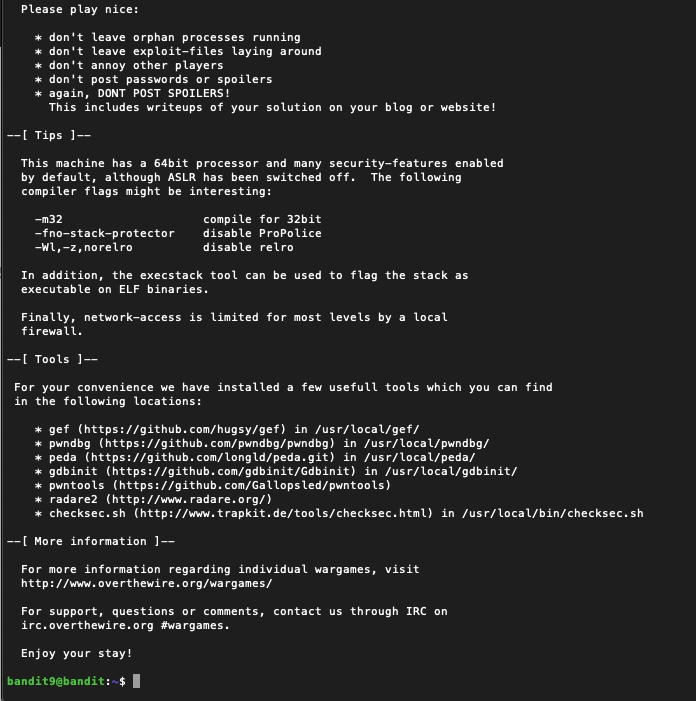 Please play nice:
* don't leave orphan processes running
* don't leave exploit-files laying around
* don't annoy other players
* don't post passwords or spoilers
* again, DONT POST SPOILERS!
This includes writeups of your solution on your blog or website!
--[ Tips ]--
This machine has a 64bit processor and many security-features enabled
by default, although ASLR has been switched off.  The following
compiler flags might be interesting:
-m32                    compile for 32bit
-fno-stack-protector    disable ProPolice
-Wl,-z,norelro          disable relro
In addition, the execstack tool can be used to flag the stack as
executable on ELF binaries.
Finally, network-access is limited for most levels by a local
firewall.
--[ Tools ]--
For your convenience we have installed a few usefull tools which you can find
in the following locations:
* gef (https://github.com/hugsy/gef) in /usr/local/gef/
* pwndbg (https://github.com/pwndbg/pwndbg) in /usr/local/pwndbg/
* peda (https://github.com/longld/peda.git) in /usr/local/peda/
* gdbinit (https://github.com/gdbinit/Gdbinit) in /usr/local/gdbinit/
* pwntools (https://github.com/Gallopsled/pwntools)
* radare2 (http://www.radare.org/)
* checksec.sh (http://www.trapkit.de/tools/checksec.html) in /usr/local/bin/checksec.sh
--[ More information ]--
For more information regarding individual wargames, visit
http://www.overthewire.org/wargames/
For support, questions or comments, contact us through IRC on
irc.overthewire.org #wargames.
Enjoy your stay!
bandit9@bandit:~$